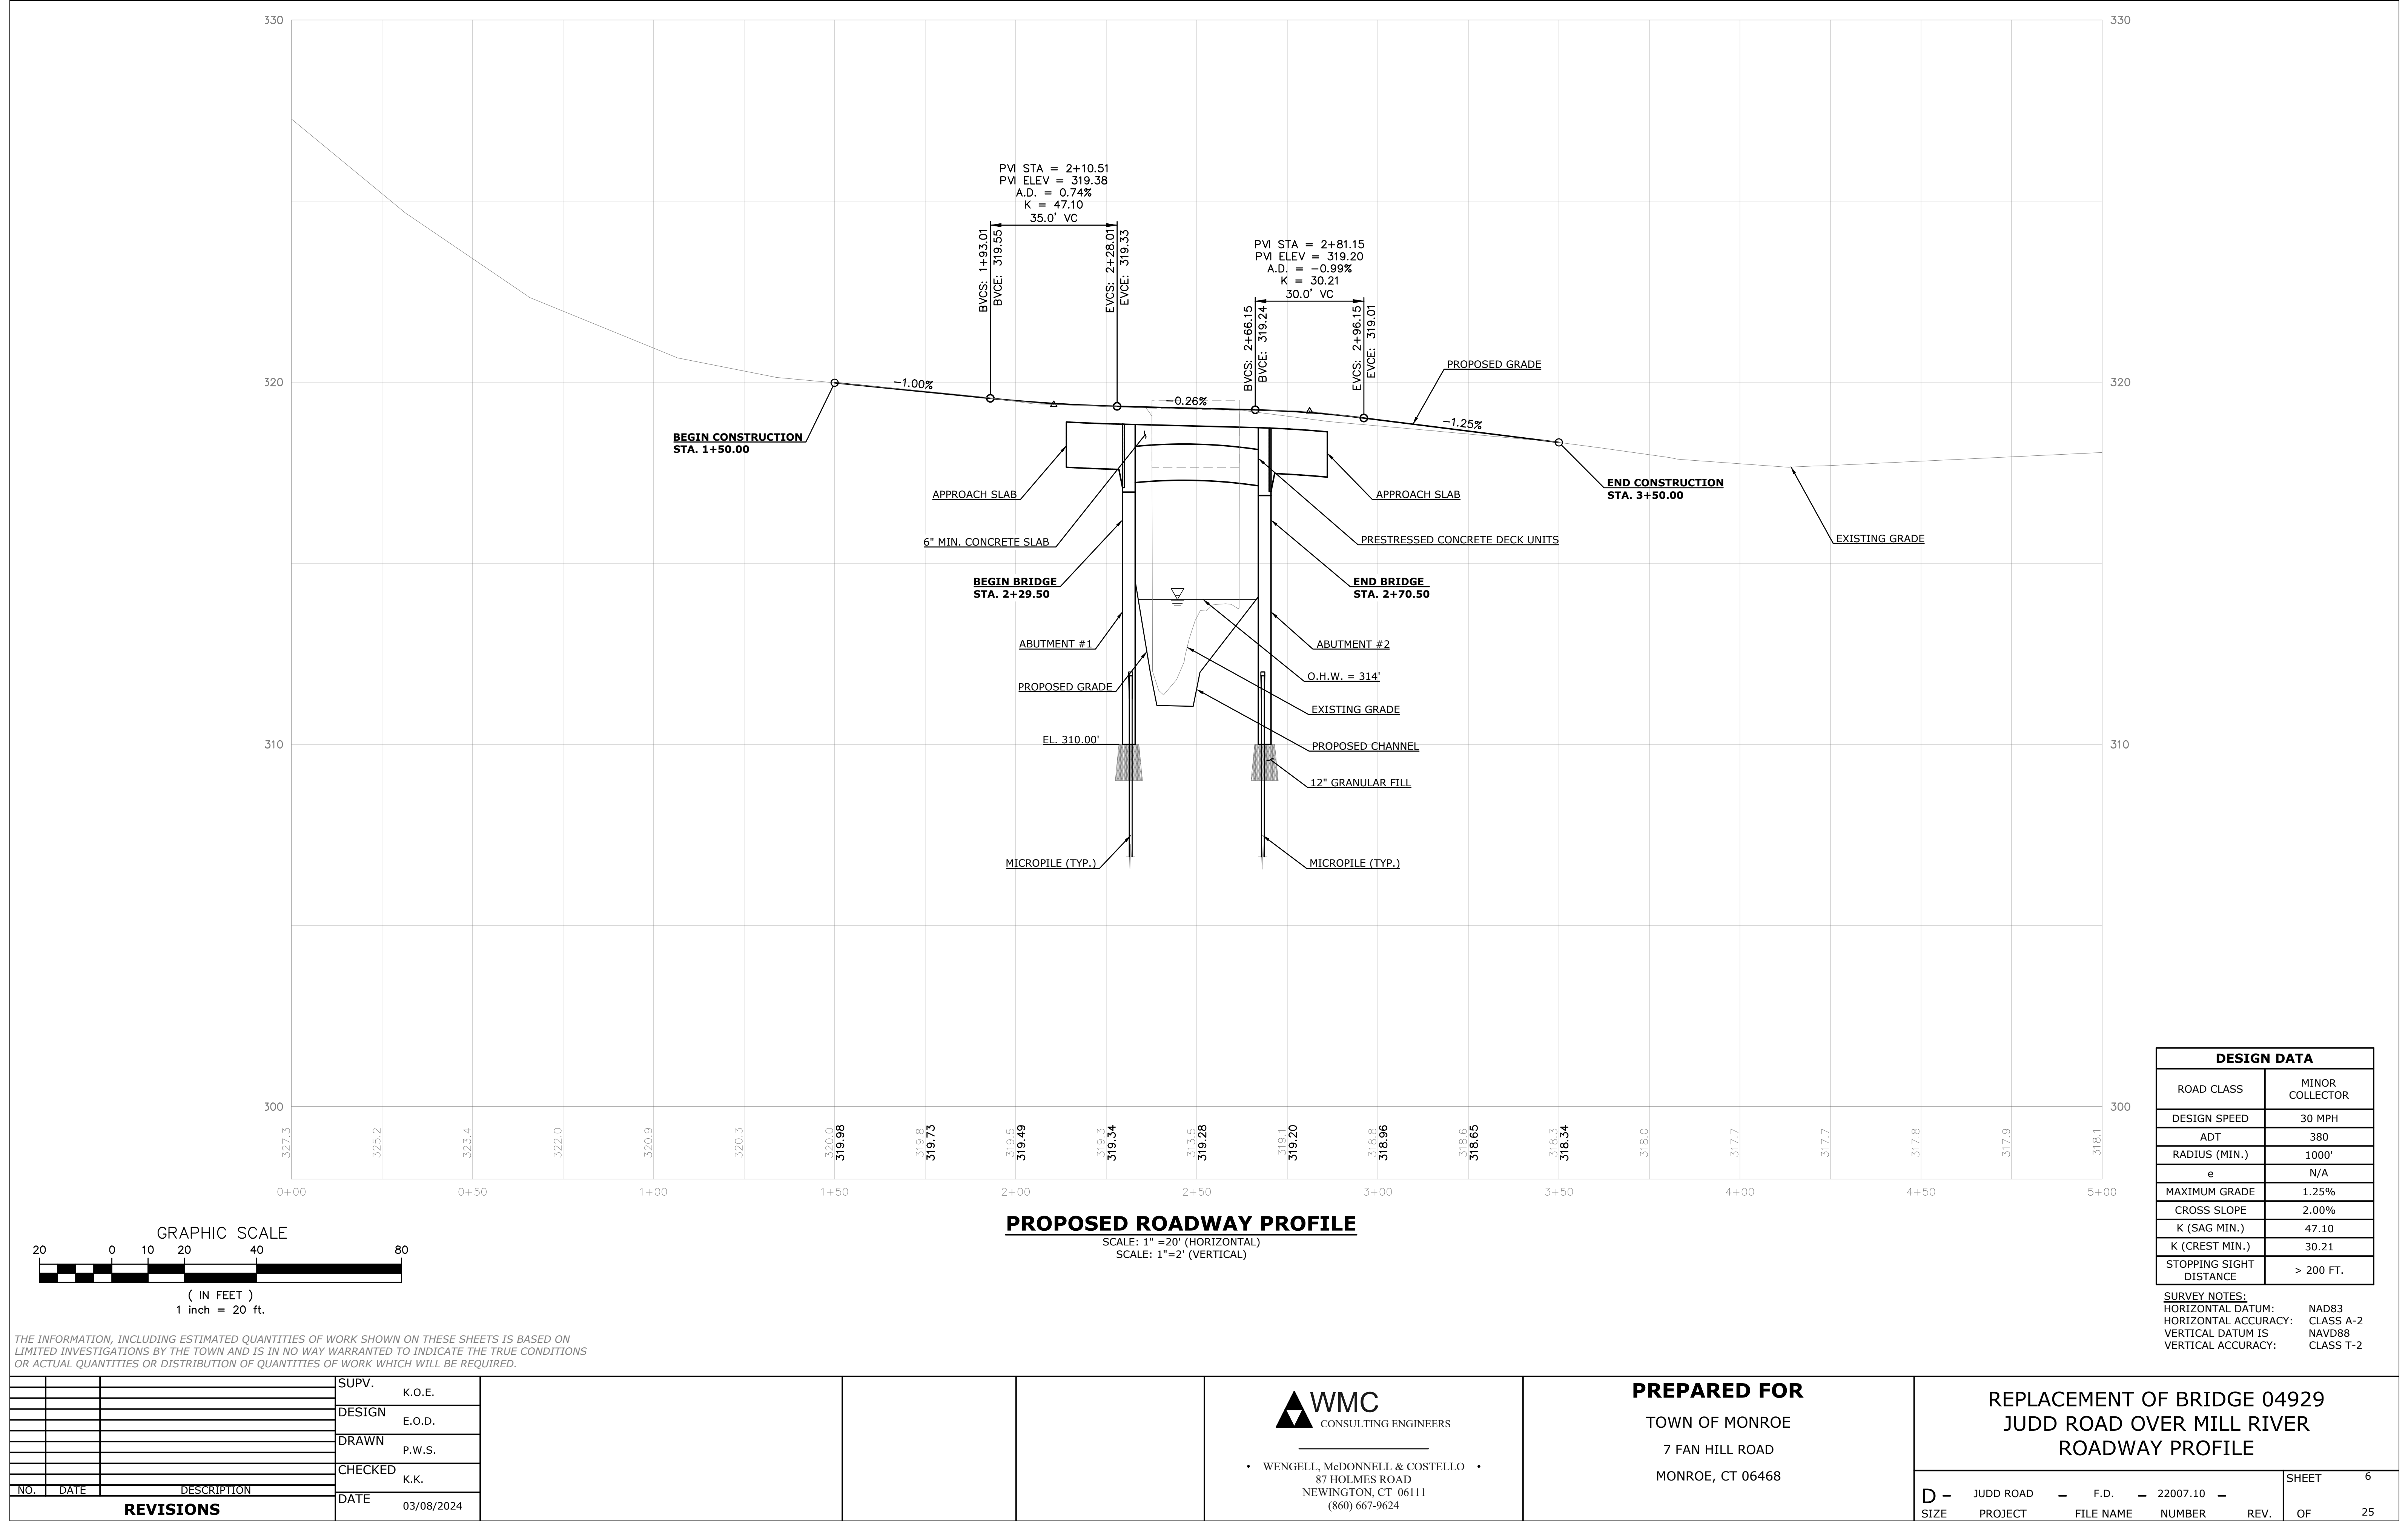 330
330
PVI STA = 2+10.51
PVI ELEV = 319.38
A.D. = 0.74%
K = 47.10
35.0' VC
BVCS: 1+93.01
BVCE: 319.55
EVCS: 2+28.01
EVCE: 319.33
PVI STA = 2+81.15
PVI ELEV = 319.20
A.D. = −0.99%
K = 30.21
30.0' VC
BVCS: 2+66.15
BVCE: 319.24
EVCS: 2+96.15
EVCE: 319.01
320
320
−1.00%
−0.26%
−1.25%
PROPOSED GRADE
BEGIN CONSTRUCTION
STA. 1+50.00
END CONSTRUCTION
STA. 3+50.00
APPROACH SLAB
APPROACH SLAB
6" MIN. CONCRETE SLAB
PRESTRESSED CONCRETE DECK UNITS
EXISTING GRADE
BEGIN BRIDGE
STA. 2+29.50
END BRIDGE
STA. 2+70.50
ABUTMENT #1
ABUTMENT #2
O.H.W. = 314'
PROPOSED GRADE
EXISTING GRADE
EL. 310.00'
PROPOSED CHANNEL
310
310
12" GRANULAR FILL
MICROPILE (TYP.)
MICROPILE (TYP.)
300
300
327.3
325.2
323.4
322.0
320.9
320.3
320.0
319.98
319.8
319.73
319.5
319.49
319.3
319.34
313.5
319.28
319.1
319.20
318.8
318.96
318.6
318.65
318.3
318.34
318.0
317.7
317.7
317.8
317.9
318.1
0+00
0+50
1+00
1+50
2+00
2+50
3+00
3+50
4+00
4+50
5+00
PROPOSED ROADWAY PROFILE
SCALE: 1" =20' (HORIZONTAL)
SCALE: 1"=2' (VERTICAL)
GRAPHIC SCALE
20 0 10 20 40 80
( IN FEET )
1 inch = 20 ft.
DESIGN DATA
ROAD CLASS MINOR COLLECTOR
DESIGN SPEED 30 MPH
ADT 380
RADIUS (MIN.) 1000'
e N/A
MAXIMUM GRADE 1.25%
CROSS SLOPE 2.00%
K (SAG MIN.) 47.10
K (CREST MIN.) 30.21
STOPPING SIGHT DISTANCE > 200 FT.
SURVEY NOTES:
HORIZONTAL DATUM: NAD83
HORIZONTAL ACCURACY: CLASS A-2
VERTICAL DATUM IS NAVD88
VERTICAL ACCURACY: CLASS T-2
THE INFORMATION, INCLUDING ESTIMATED QUANTITIES OF WORK SHOWN ON THESE SHEETS IS BASED ON
LIMITED INVESTIGATIONS BY THE TOWN AND IS IN NO WAY WARRANTED TO INDICATE THE TRUE CONDITIONS
OR ACTUAL QUANTITIES OR DISTRIBUTION OF QUANTITIES OF WORK WHICH WILL BE REQUIRED.
NO. DATE DESCRIPTION
REVISIONS
SUPV. K.O.E.
DESIGN E.O.D.
DRAWN P.W.S.
CHECKED K.K.
DATE 03/08/2024
WMC
CONSULTING ENGINEERS
• WENGELL, McDONNELL & COSTELLO •
87 HOLMES ROAD
NEWINGTON, CT 06111
(860) 667-9624
PREPARED FOR
TOWN OF MONROE
7 FAN HILL ROAD
MONROE, CT 06468
REPLACEMENT OF BRIDGE 04929
JUDD ROAD OVER MILL RIVER
ROADWAY PROFILE
D – JUDD ROAD – F.D. – 22007.10 –
SIZE PROJECT FILE NAME NUMBER REV.
SHEET 6
OF 25